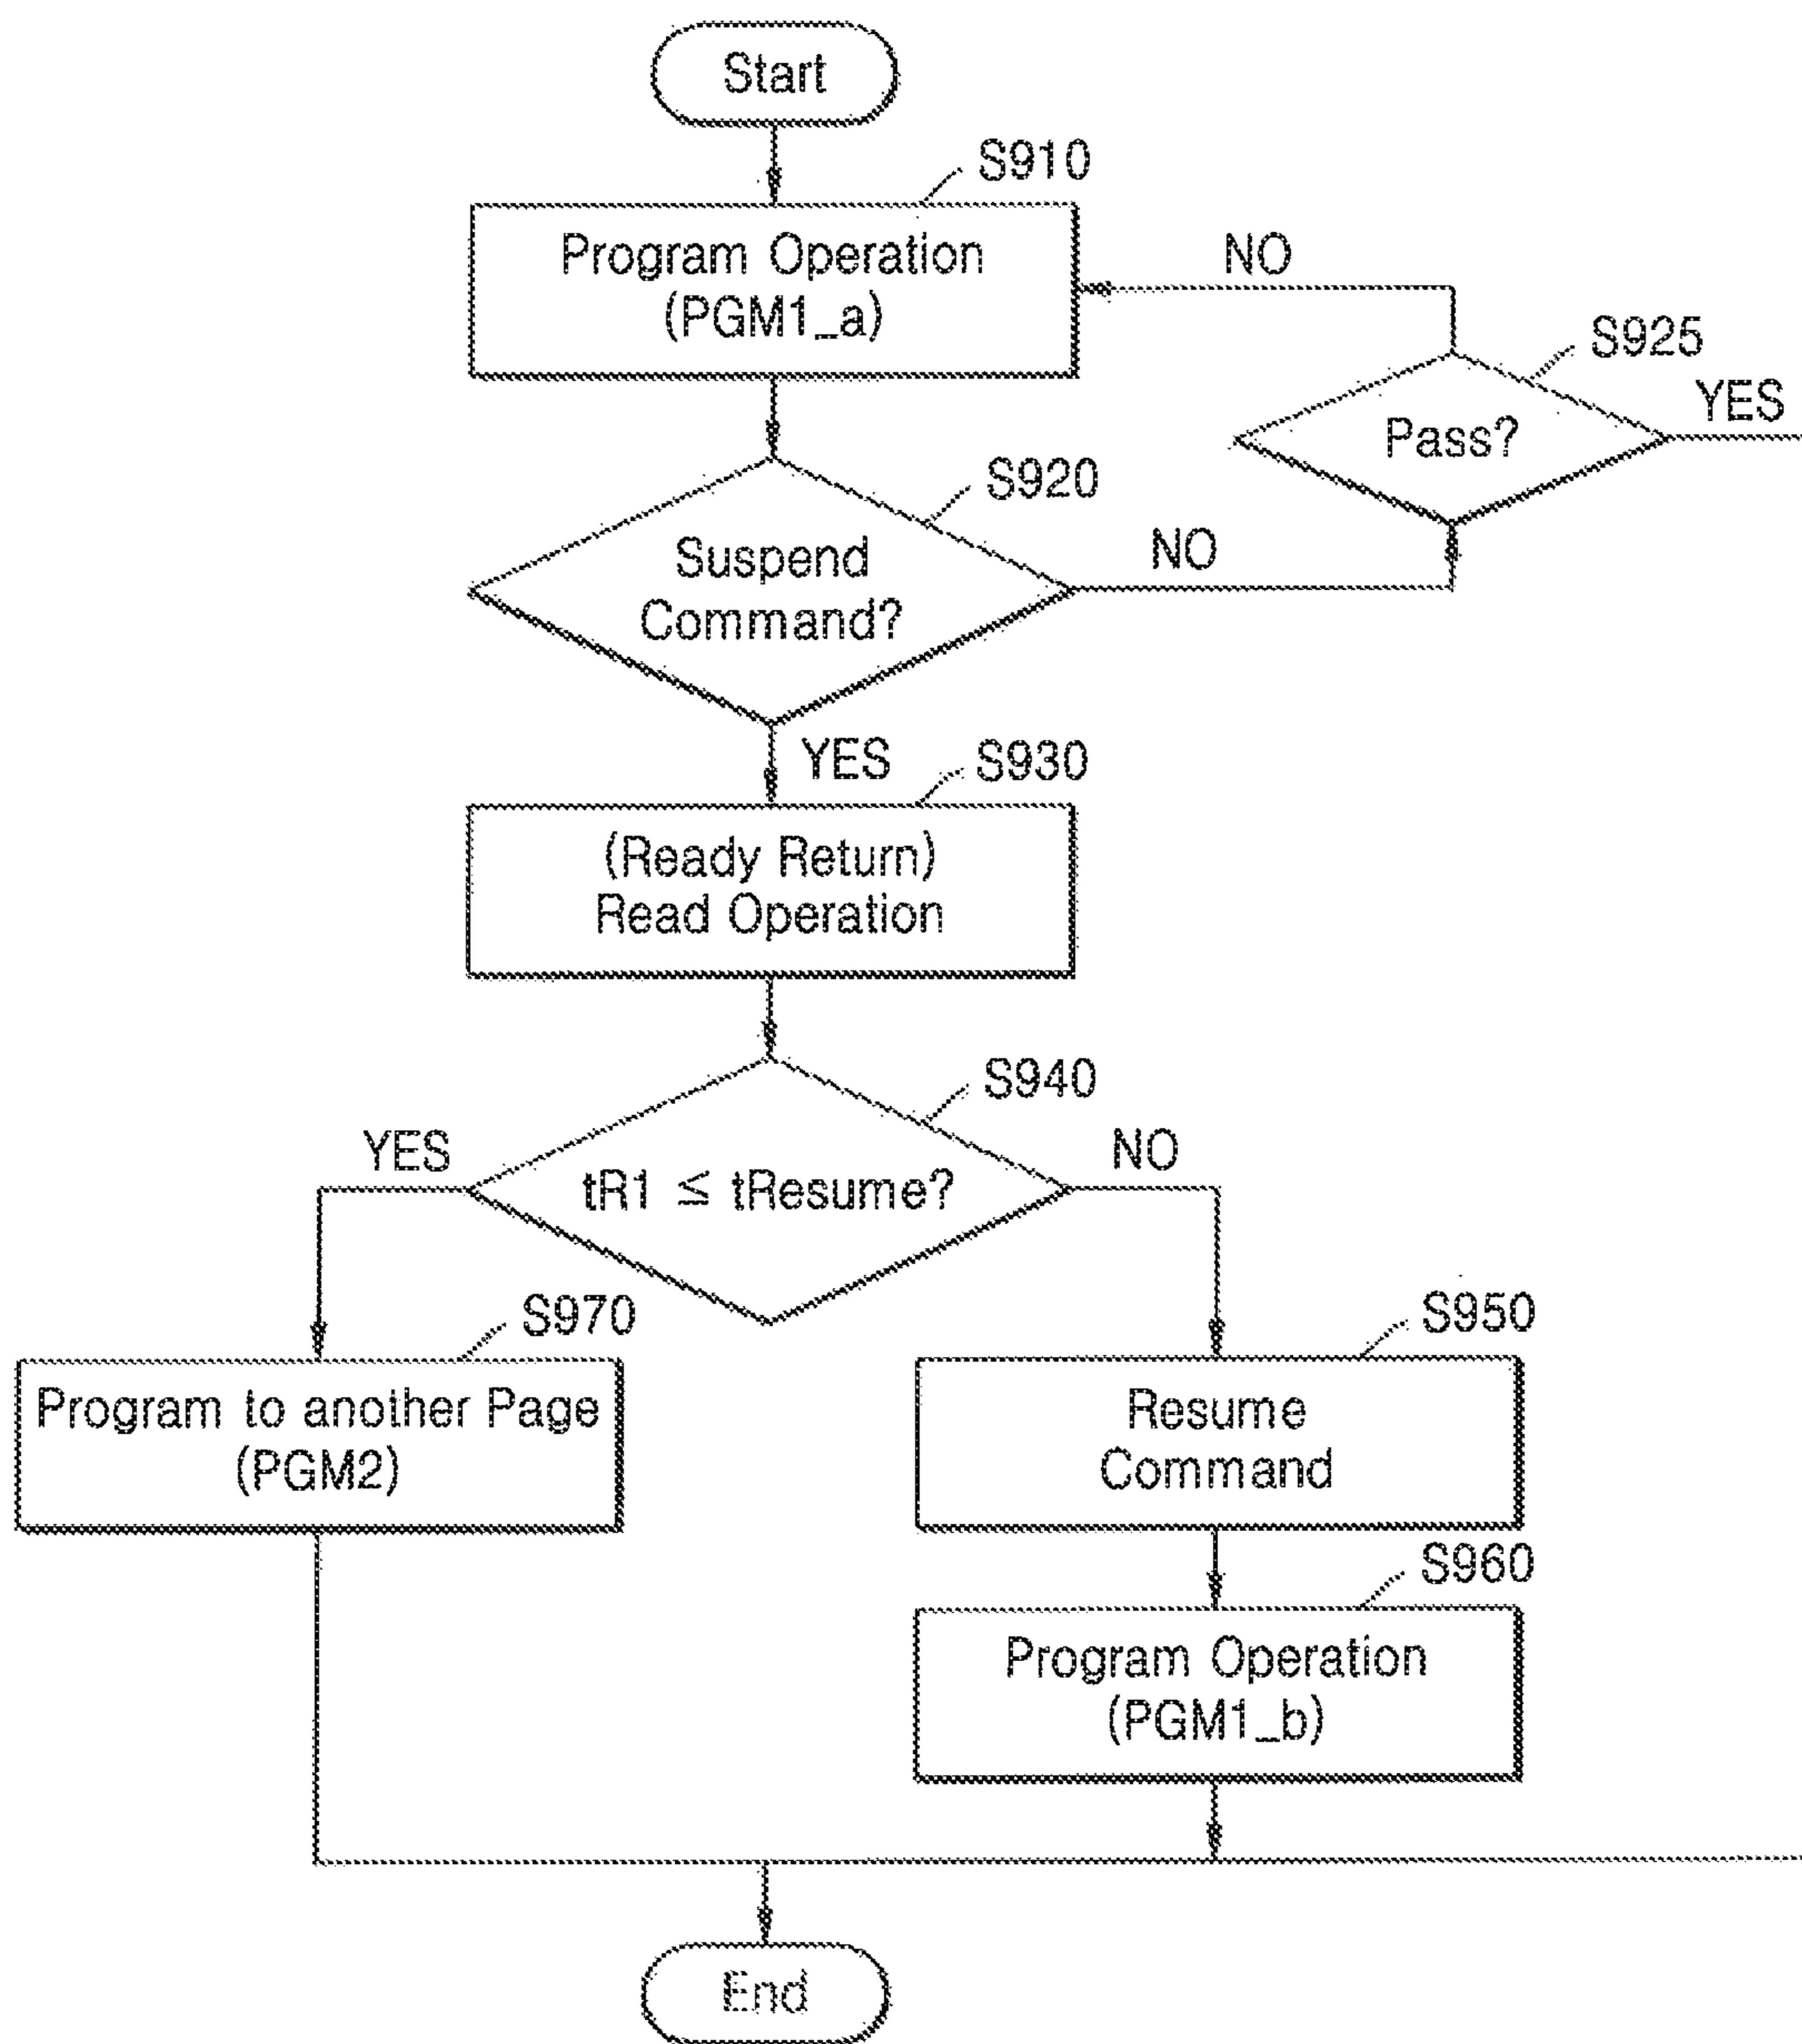 Start
S910
Program Operation
(PGM1_a)
NO
S925
Pass?
YES
S920
Suspend
Command?
NO
YES
S930
(Ready Return)
Read Operation
S940
YES
tR1 ≤ tResume?
NO
S970
Program to another Page
(PGM2)
S950
Resume
Command
S960
Program Operation
(PGM1_b)
End